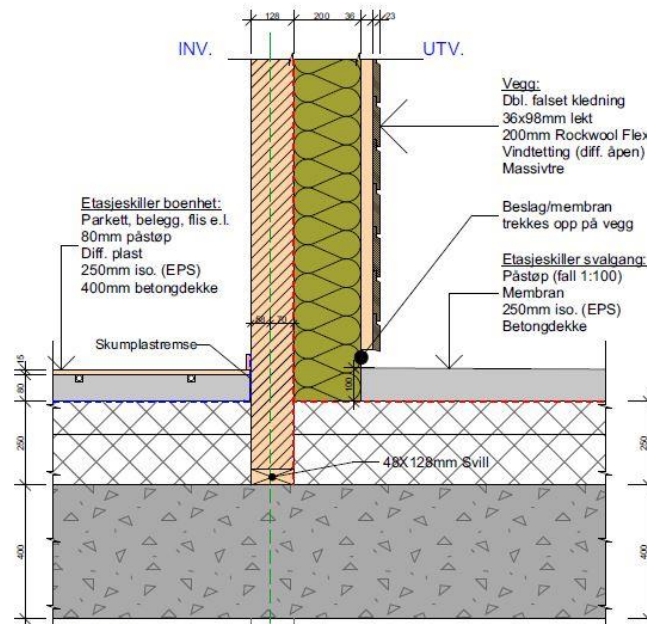 128 200 36 23
INV.
UTV.
Vegg:
Dbl. falset kledning
36x98mm lekt
200mm Rockwool Flex
Vindtetting (diff. åpen)
Massivtre
Beslag/membran
trekkes opp på vegg
Etasjeskiller boenhet:
Parkett, belegg, flis e.l.
80mm påstøp
Diff. plast
250mm iso. (EPS)
400mm betongdekke
Etasjeskiller svalgang:
Påstøp (fall 1:100)
Membran
250mm iso. (EPS)
Betongdekke
70
Skumplastremse
15
80
100
250
250
48X128mm Svill
400
400